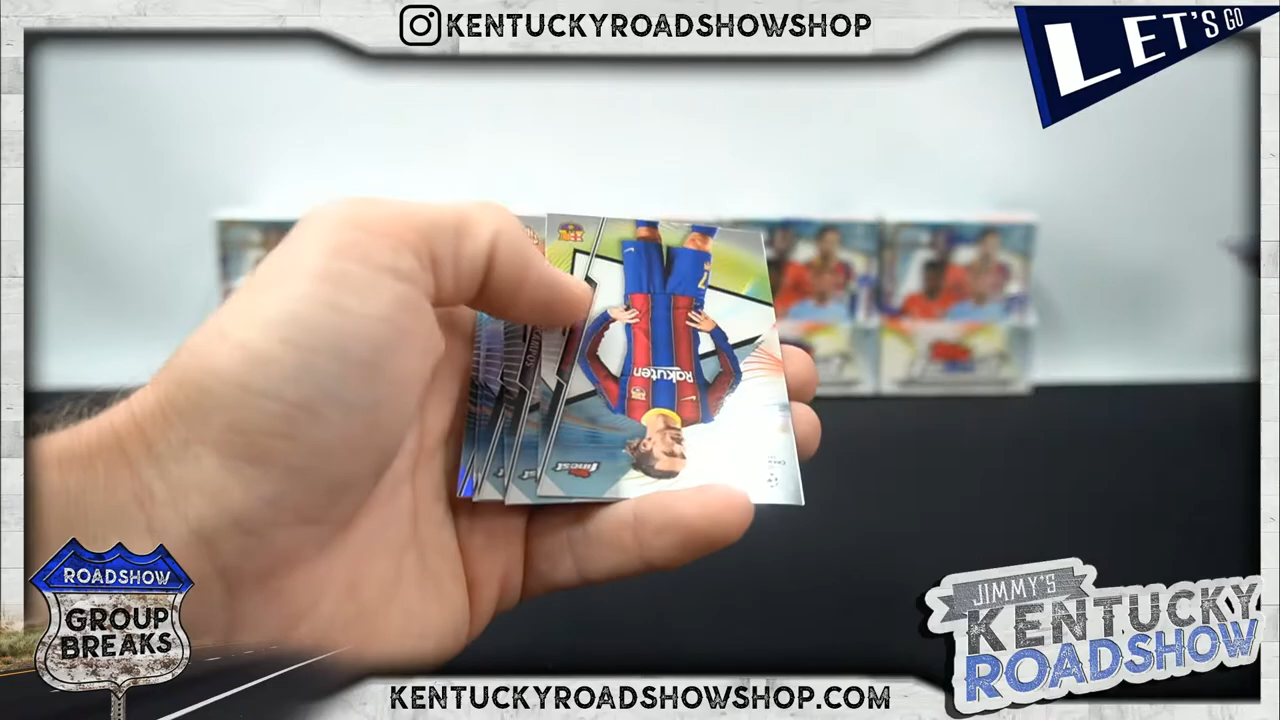 KENTUCKYROADSHOWSHOP
LET'S GO
Rakuten
finest
ROADSHOW
GROUP
BREAKS
JIMMY'S
KENTUCKY
ROADSHOW
KENTUCKYROADSHOWSHOP.COM